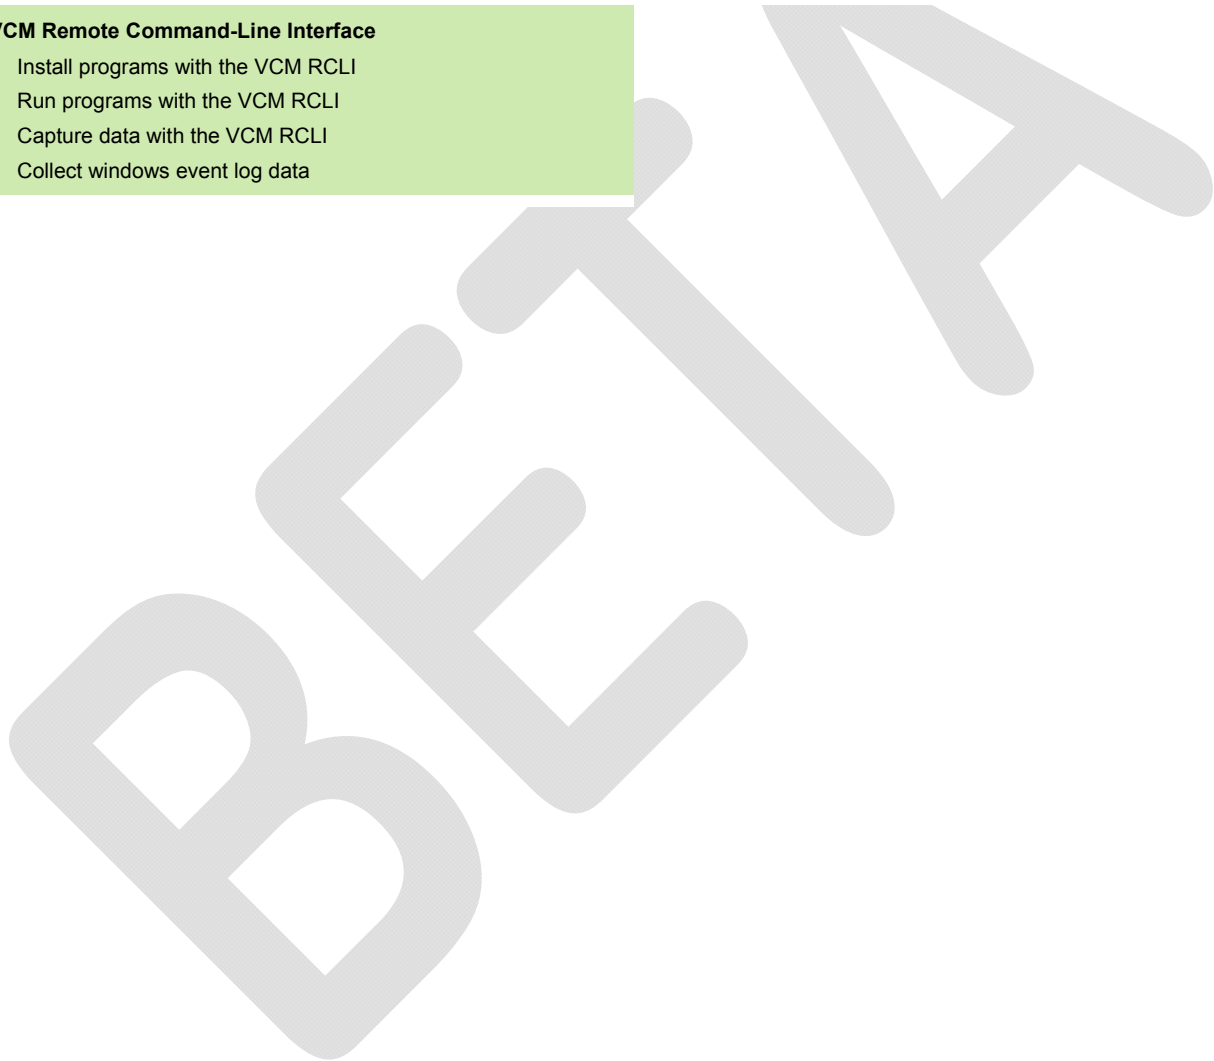 VCM Remote Command-Line Interface
Install programs with the VCM RCLI
Run programs with the VCM RCLI
Capture data with the VCM RCLI
Collect windows event log data
BETA